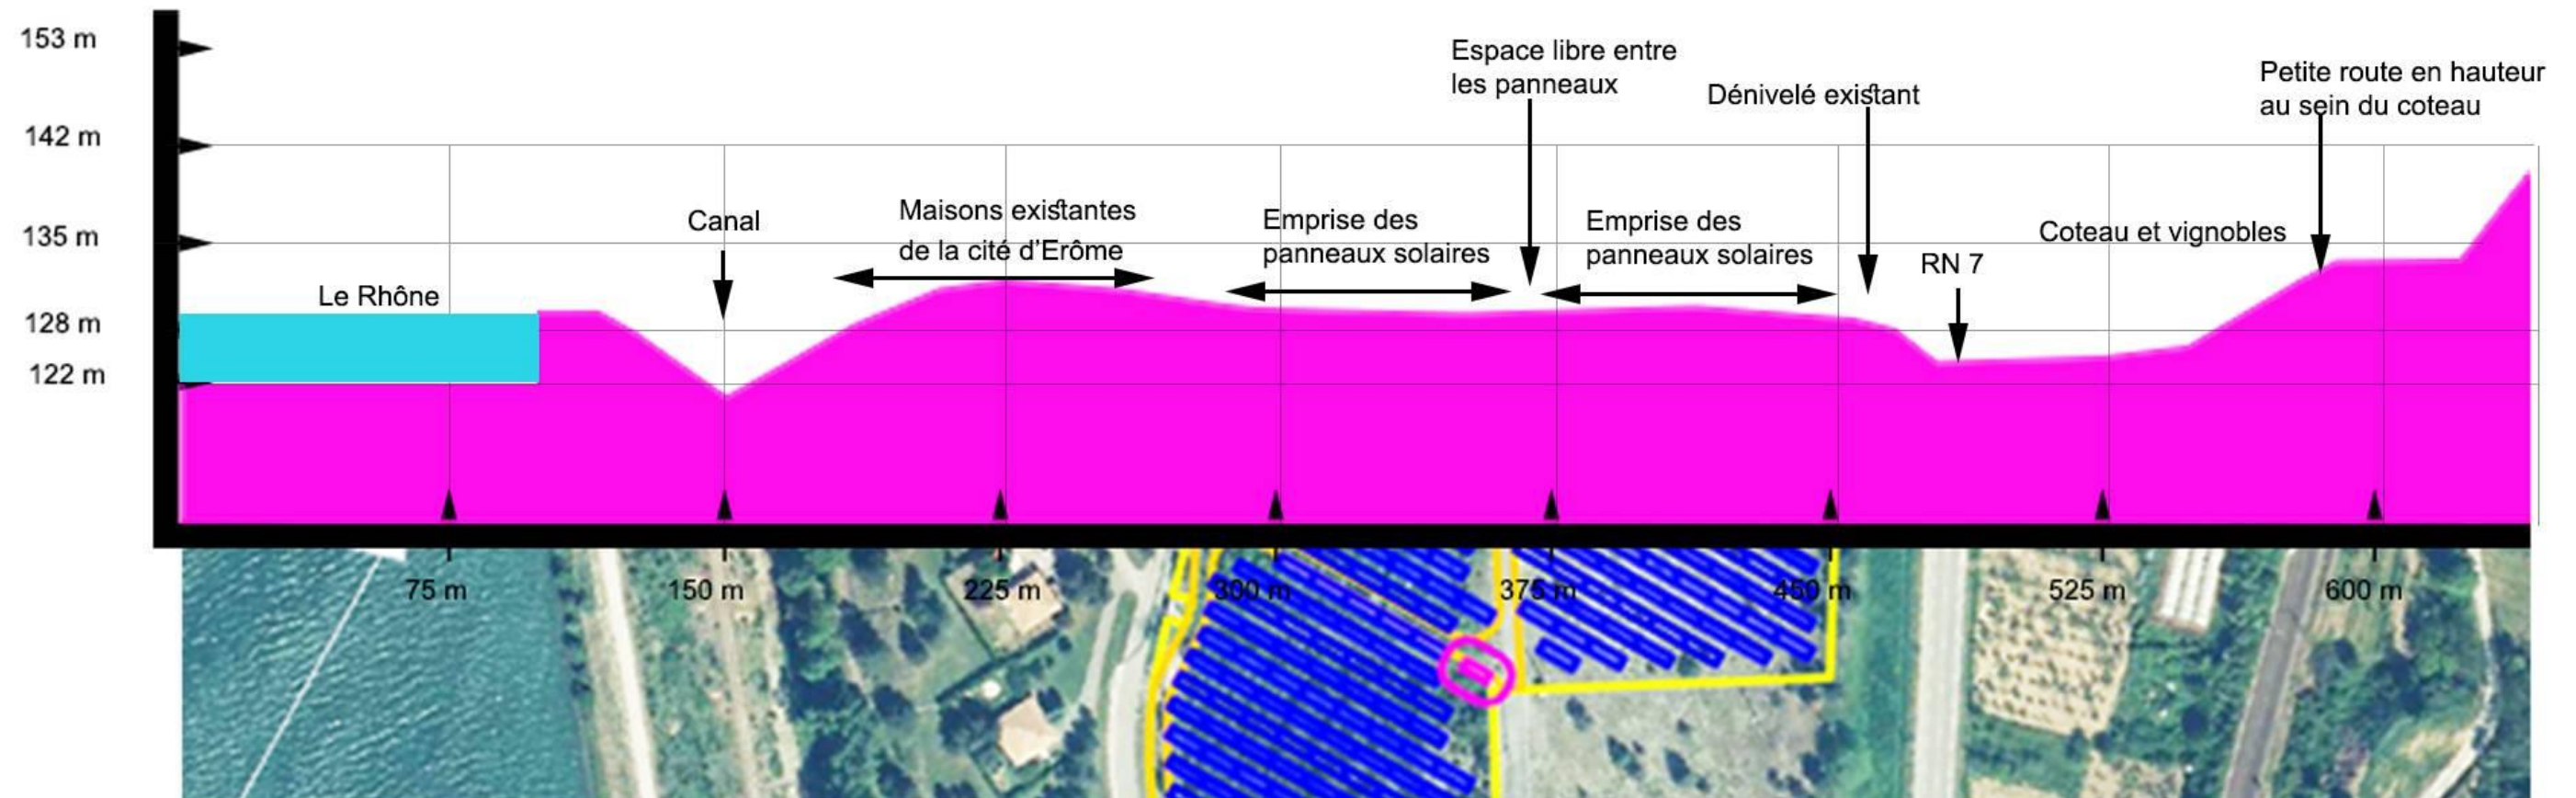 153 m
142 m
135 m
128 m
122 m
Espace libre entre
les panneaux
Dénivelé existant
Petite route en hauteur
au sein du coteau
Canal
Maisons existantes
de la cité d'Erôme
Emprise des
panneaux solaires
Emprise des
panneaux solaires
RN 7
Coteau et vignobles
Le Rhône
75 m
150 m
225 m
300 m
375 m
450 m
525 m
600 m